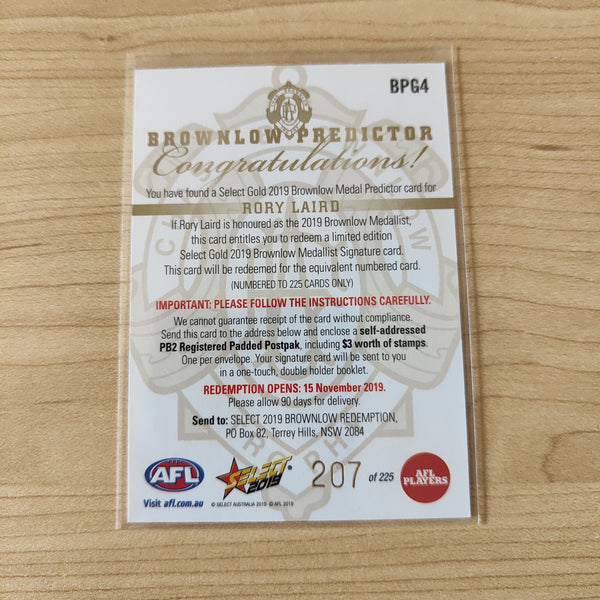 BPG4
BROWNLOW PREDICTOR
Congratulations!
You have found a Select Gold 2019 Brownlow Medal Predictor card for
RORY LAIRD
If Rory Laird is honoured as the 2019 Brownlow Medallist,
this card entitles you to redeem a limited edition
Select Gold 2019 Brownlow Medallist Signature card.
This card will be redeemed for the equivalent numbered card.
(NUMBERED TO 225 CARDS ONLY)
IMPORTANT: PLEASE FOLLOW THE INSTRUCTIONS CAREFULLY.
We cannot guarantee receipt of the card without compliance.
Send this card to the address below and enclose a self-addressed
PB2 Registered Padded Postpak, including $3 worth of stamps.
One per envelope. Your signature card will be sent to you
in a one-touch, double holder booklet.
REDEMPTION OPENS: 15 November 2019.
Please allow 90 days for delivery.
Send to: SELECT 2019 BROWNLOW REDEMPTION,
PO Box 82, Terrey Hills, NSW 2084
AFL
SELECT 2019
207 of 225
AFL PLAYERS
Visit afl.com.au
© SELECT AUSTRALIA 2019 © AFL 2019